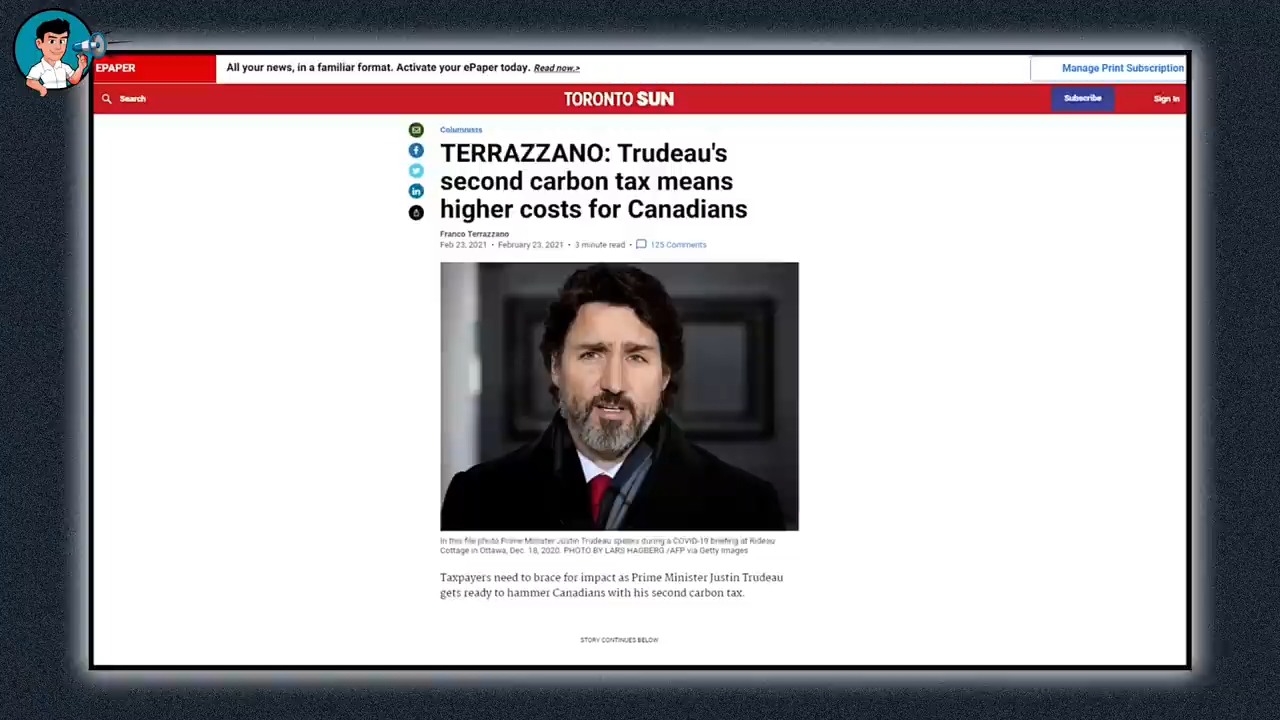 EPAPER
All your news, in a familiar format. Activate your ePaper today. Read now.>
Manage Print Subscription
Search
TORONTO SUN
Subscribe
Sign In
Columnists
TERRAZZANO: Trudeau's
second carbon tax means
higher costs for Canadians
Franco Terrazzano
Feb 23, 2021 • February 23, 2021 • 3 minute read • 125 Comments
In this file photo Prime Minister Justin Trudeau speaks during a COVID-19 briefing at Rideau
Cottage in Ottawa, Dec. 18, 2020. PHOTO BY LARS HAGBERG /AFP via Getty Images
Taxpayers need to brace for impact as Prime Minister Justin Trudeau
gets ready to hammer Canadians with his second carbon tax.
STORY CONTINUES BELOW